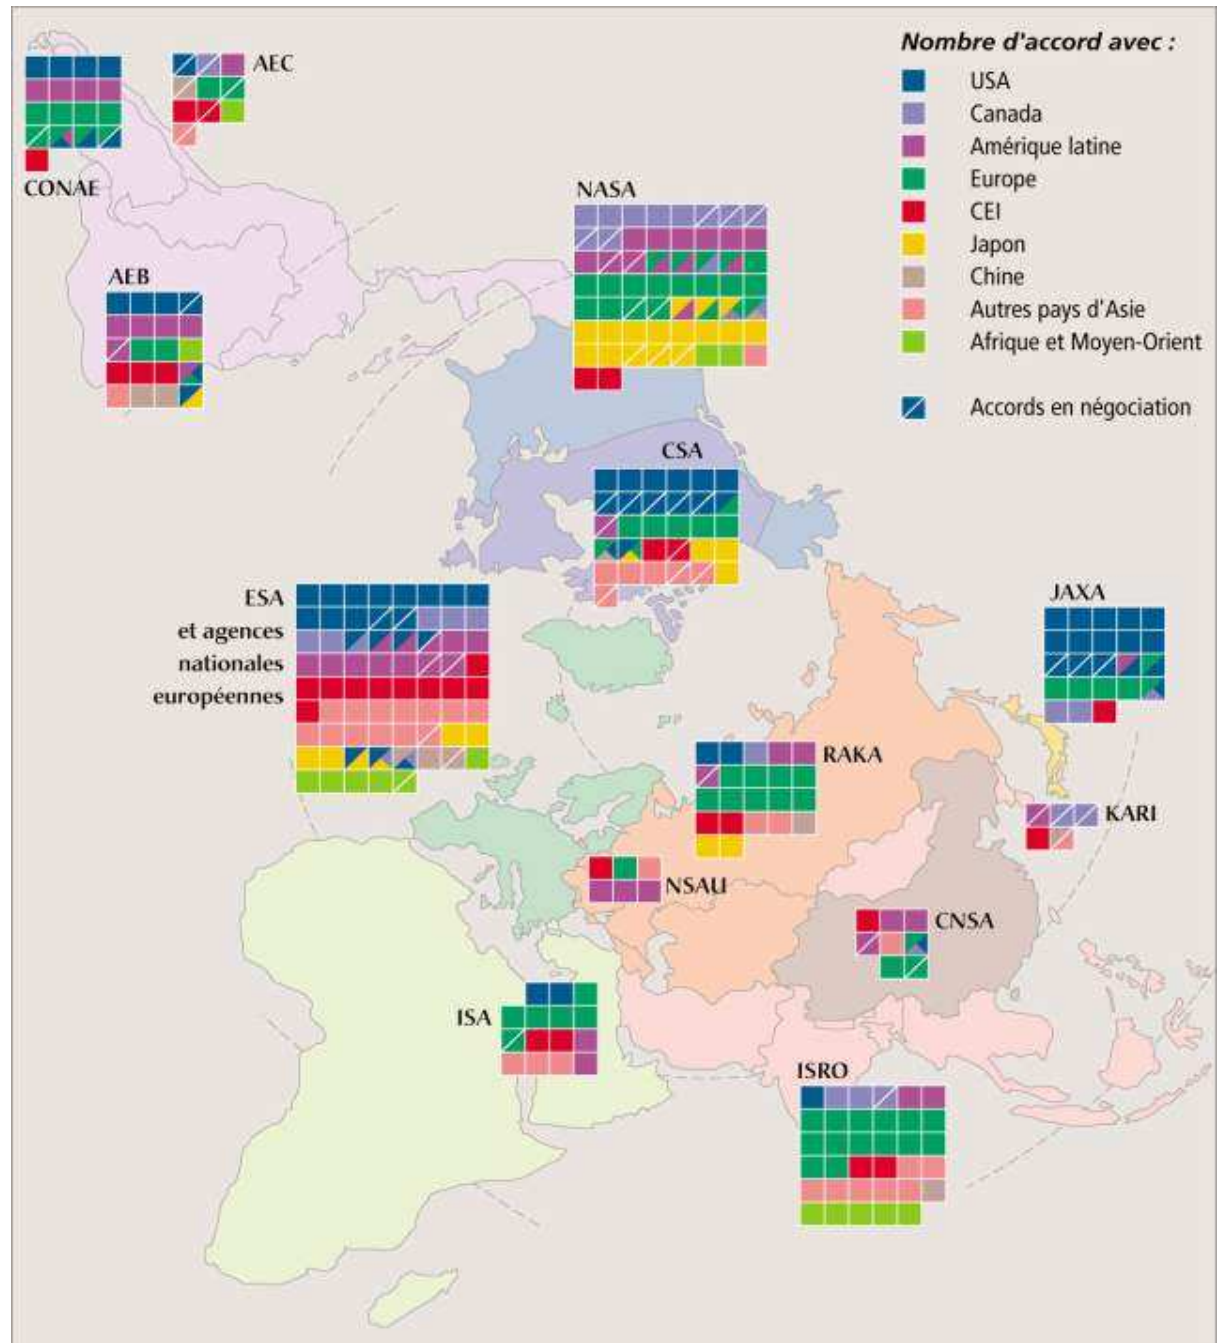 Nombre d'accord avec :
USA
Canada
Amérique latine
Europe
CEI
Japon
Chine
Autres pays d'Asie
Afrique et Moyen-Orient
Accords en négociation
AEC
CONAE
NASA
AEB
CSA
ESA
et agences
nationales
européennes
JAXA
RAKA
KARI
NSAU
CNSA
ISA
ISRO